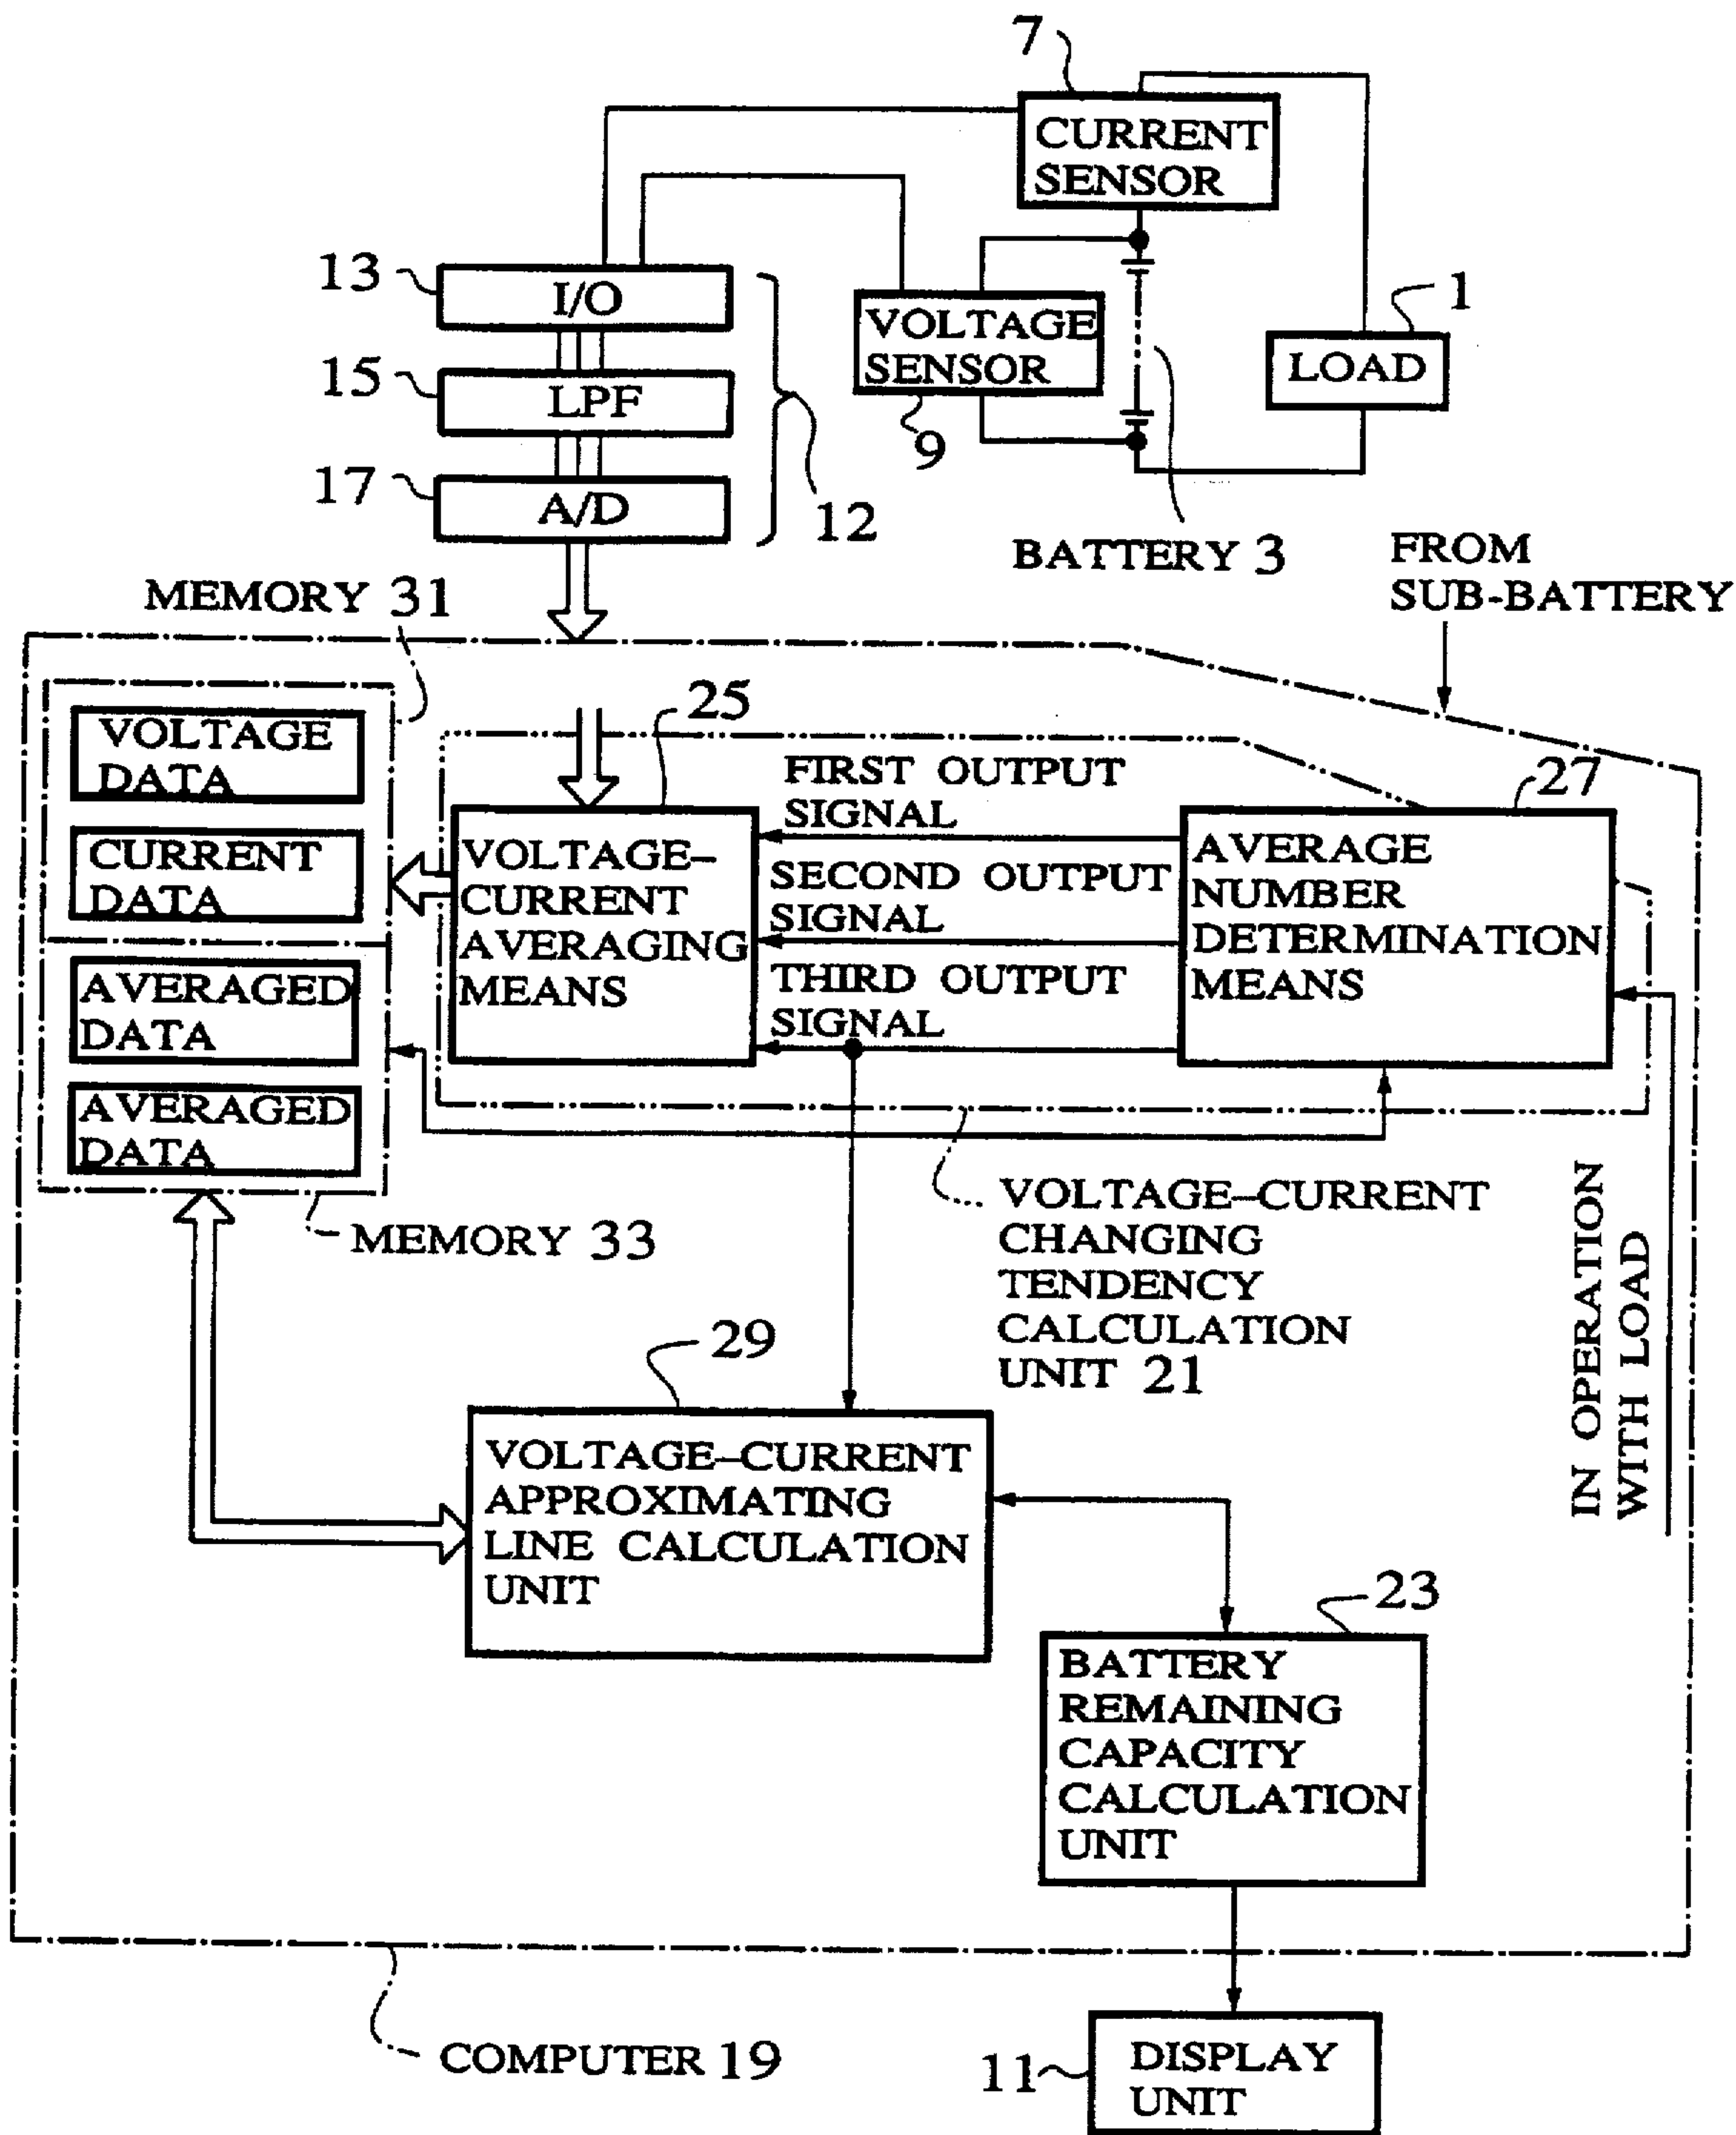 7
CURRENT
SENSOR
13
I/O
15
LPF
17
A/D
12
VOLTAGE
SENSOR
9
1
LOAD
BATTERY 3
FROM
SUB-BATTERY
MEMORY 31
VOLTAGE
DATA
CURRENT
DATA
AVERAGED
DATA
AVERAGED
DATA
MEMORY 33
25
VOLTAGE–
CURRENT
AVERAGING
MEANS
FIRST OUTPUT
SIGNAL
SECOND OUTPUT
SIGNAL
THIRD OUTPUT
SIGNAL
27
AVERAGE
NUMBER
DETERMINATION
MEANS
VOLTAGE–CURRENT
CHANGING
TENDENCY
CALCULATION
UNIT 21
IN OPERATION
WITH LOAD
29
VOLTAGE–CURRENT
APPROXIMATING
LINE CALCULATION
UNIT
23
BATTERY
REMAINING
CAPACITY
CALCULATION
UNIT
COMPUTER 19
11
DISPLAY
UNIT